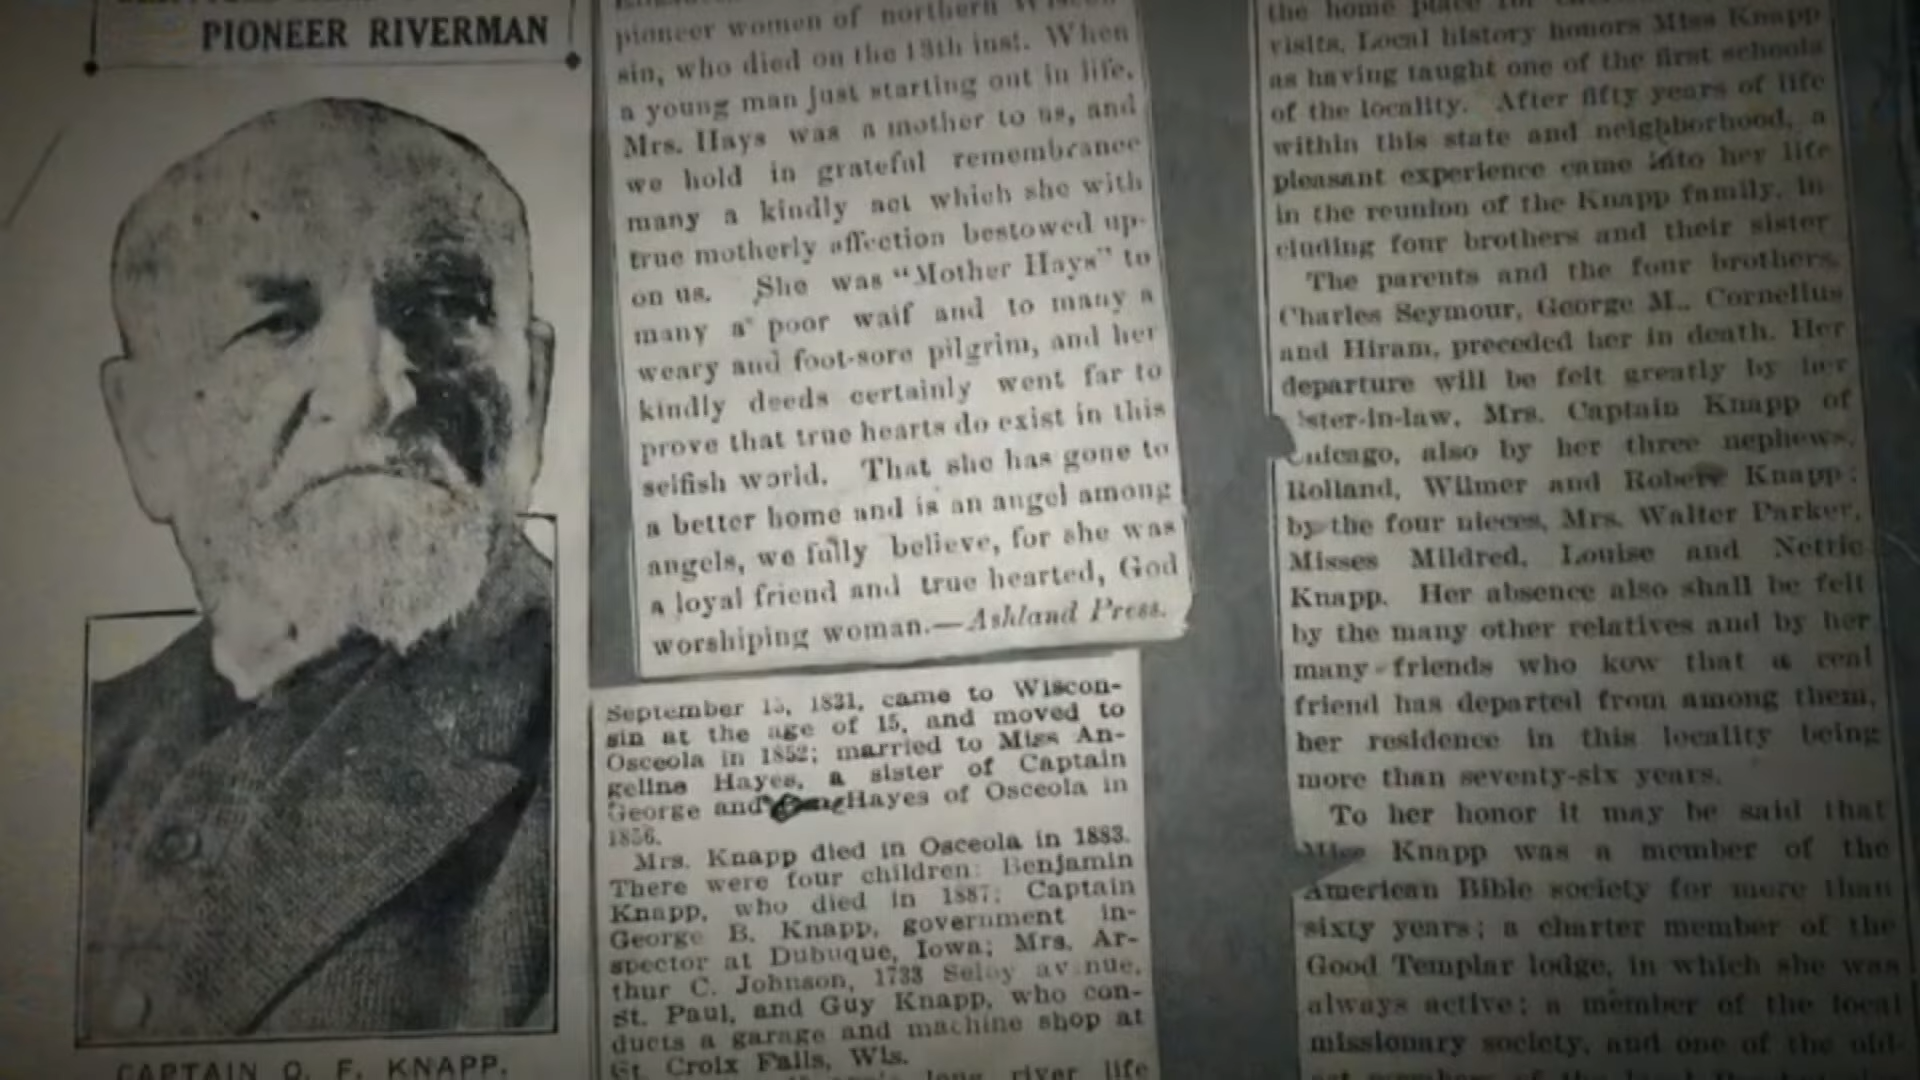 PIONEER RIVERMAN
CAPTAIN O. F. KNAPP.
pioneer women of northern Wiscon-
sin, who died on the 13th inst. When
a young man just starting out in life,
Mrs. Hays was a mother to us, and
we hold in grateful remembrance
many a kindly act which she with
true motherly affection bestowed up-
on us. She was "Mother Hays" to
many a poor waif and to many a
weary and foot-sore pilgrim, and her
kindly deeds certainly went far to
prove that true hearts do exist in this
selfish world. That she has gone to
a better home and is an angel among
angels, we fully believe, for she was
a loyal friend and true hearted, God
worshiping woman.—Ashland Press.
September 15, 1831, came to Wiscon-
sin at the age of 15, and moved to
Osceola in 1852; married to Miss An-
geline Hayes, a sister of Captain
George and Hayes of Osceola in
1856.
Mrs. Knapp died in Osceola in 1883.
There were four children: Benjamin
Knapp, who died in 1887; Captain
George B. Knapp, government in-
spector at Dubuque, Iowa; Mrs. Ar-
thur C. Johnson, 1733 Selby avenue,
St. Paul, and Guy Knapp, who con-
ducts a garage and machine shop at
St. Croix Falls, Wis.
long river life
the home place for
visits. Local history honors Miss Knapp
as having taught one of the first schools
of the locality. After fifty years of life
within this state and neighborhood, a
pleasant experience came into her life
in the reunion of the Knapp family, in-
cluding four brothers and their sister
The parents and the four brothers,
Charles Seymour, George M., Cornelius
and Hiram, preceded her in death. Her
departure will be felt greatly by her
ster-in-law, Mrs. Captain Knapp of
Chicago, also by her three nephews,
Rolland, Wilmer and Robert Knapp;
by the four nieces, Mrs. Walter Parker,
Misses Mildred, Louise and Nettie
Knapp. Her absence also shall be felt
by the many other relatives and by her
many friends who kow that a real
friend has departed from among them,
her residence in this locality being
more than seventy-six years.
To her honor it may be said that
Miss Knapp was a member of the
American Bible society for more than
sixty years; a charter member of the
Good Templar lodge, in which she was
always active; a member of the local
missionary society, and one of the old-